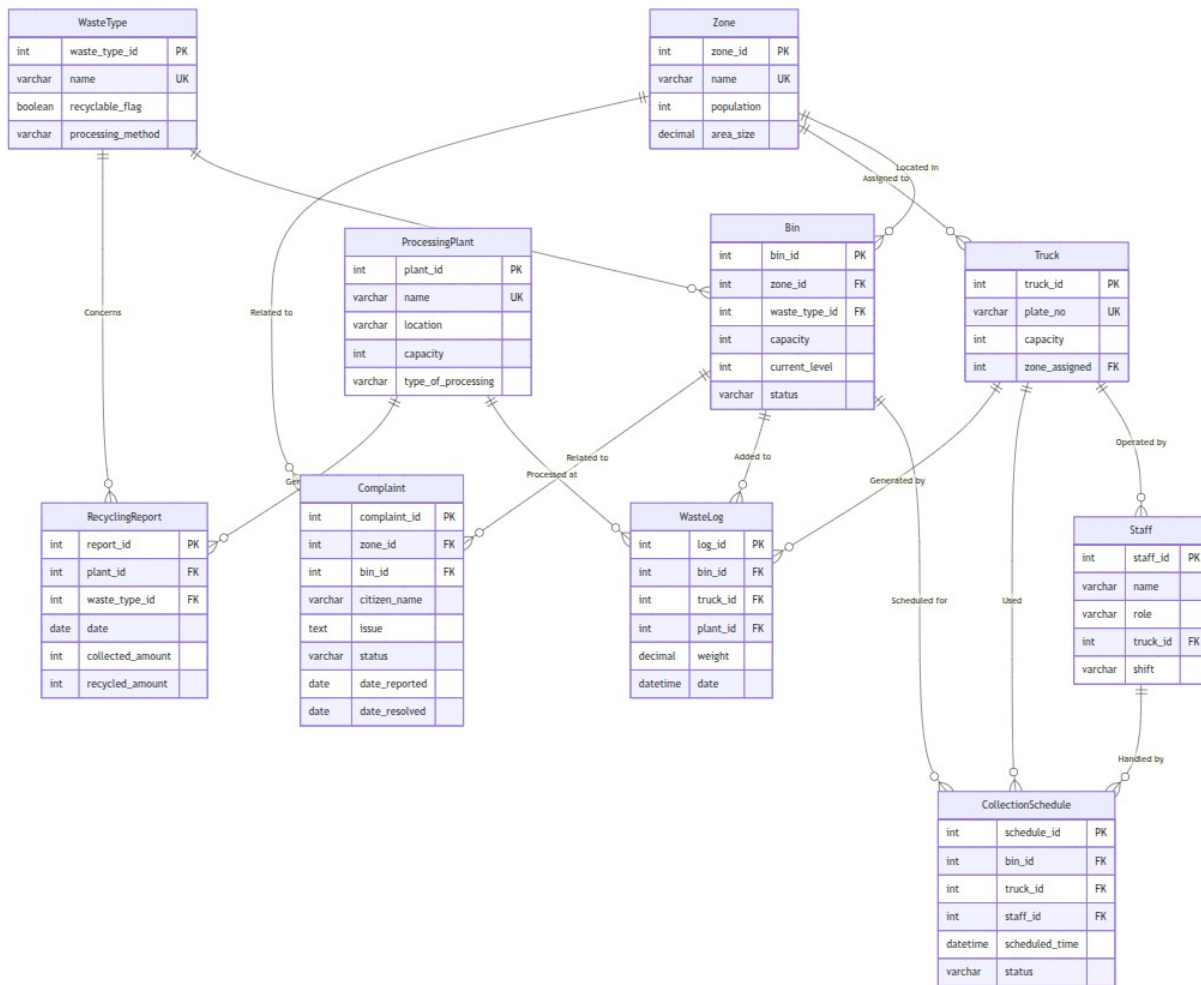 WasteType
int waste_type_id PK
varchar name UK
boolean recyclable_flag
varchar processing_method
Zone
int zone_id PK
varchar name UK
int population
decimal area_size
Located in
Assigned to
ProcessingPlant
int plant_id PK
varchar name UK
varchar location
int capacity
varchar type_of_processing
Bin
int bin_id PK
int zone_id FK
int waste_type_id FK
int capacity
int current_level
varchar status
Truck
int truck_id PK
varchar plate_no UK
int capacity
int zone_assigned FK
Concerns
Related to
Operated by
Added to
Related to
Processed at
Generated by
RecyclingReport
int report_id PK
int plant_id FK
int waste_type_id FK
date date
int collected_amount
int recycled_amount
Complaint
int complaint_id PK
int zone_id FK
int bin_id FK
varchar citizen_name
text issue
varchar status
date date_reported
date date_resolved
WasteLog
int log_id PK
int bin_id FK
int truck_id FK
int plant_id FK
decimal weight
datetime date
Staff
int staff_id PK
varchar name
varchar role
int truck_id FK
varchar shift
Scheduled for
Used
Handled by
CollectionSchedule
int schedule_id PK
int bin_id FK
int truck_id FK
int staff_id FK
datetime scheduled_time
varchar status